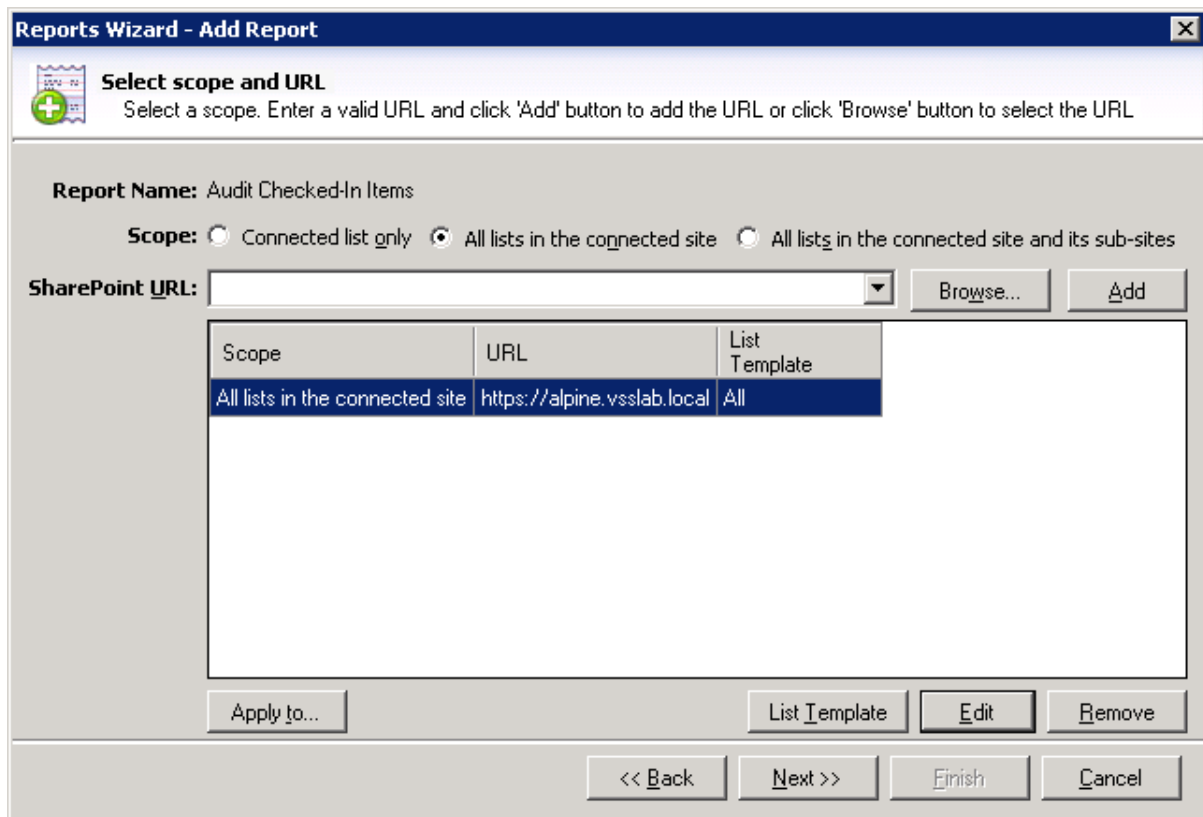 Reports Wizard - Add Report
Select scope and URL
Select a scope. Enter a valid URL and click 'Add' button to add the URL or click 'Browse' button to select the URL
Report Name: Audit Checked-In Items
Scope: Connected list only All lists in the connected site All lists in the connected site and its sub-sites
SharePoint URL: Browse... Add
Scope URL List Template
All lists in the connected site https://alpine.vsslab.local All
Apply to... List Template Edit Remove
<< Back Next >> Finish Cancel